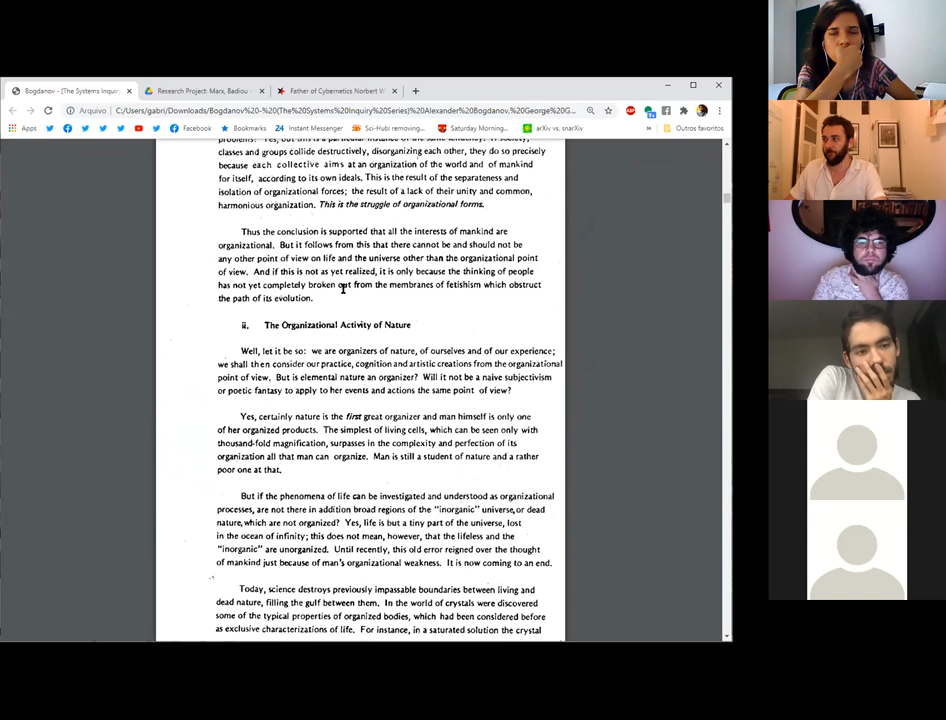 Bogdanov - (The Systems Inquir
Research Project: Marx, Badiou -
Father of Cybernetics Norbert W
Arquivo
C:/Users/gabri/Downloads/Bogdanov%20-%20(The%20Systems%20Inquiry%20Series)%20Alexander%20Bogdanov,%20George%20G...
Apps
Facebook
Bookmarks
24 Instant Messenger
Sci-Hub: removing...
Saturday Morning...
arXiv vs. snarXiv
»
Outros favoritos
classes and groups collide destructively, disorganizing each other, they do so precisely
because each collective aims at an organization of the world and of mankind
for itself, according to its own ideals. This is the result of the separateness and
isolation of organizational forces; the result of a lack of their unity and common,
harmonious organization. This is the struggle of organizational forms.
Thus the conclusion is supported that all the interests of mankind are
organizational. But it follows from this that there cannot be and should not be
any other point of view on life and the universe other than the organizational point
of view. And if this is not as yet realized, it is only because the thinking of people
has not yet completely broken out from the membranes of fetishism which obstruct
the path of its evolution.
ii. The Organizational Activity of Nature
Well, let it be so: we are organizers of nature, of ourselves and of our experience;
we shall then consider our practice, cognition and artistic creations from the organizational
point of view. But is elemental nature an organizer? Will it not be a naive subjectivism
or poetic fantasy to apply to her events and actions the same point of view?
Yes, certainly nature is the first great organizer and man himself is only one
of her organized products. The simplest of living cells, which can be seen only with
thousand-fold magnification, surpasses in the complexity and perfection of its
organization all that man can organize. Man is still a student of nature and a rather
poor one at that.
But if the phenomena of life can be investigated and understood as organizational
processes, are not there in addition broad regions of the "inorganic" universe, or dead
nature, which are not organized? Yes, life is but a tiny part of the universe, lost
in the ocean of infinity; this does not mean, however, that the lifeless and the
"inorganic" are unorganized. Until recently, this old error reigned over the thought
of mankind just because of man's organizational weakness. It is now coming to an end.
Today, science destroys previously impassable boundaries between living and
dead nature, filling the gulf between them. In the world of crystals were discovered
some of the typical properties of organized bodies, which had been considered before
as exclusive characterizations of life. For instance, in a saturated solution the crystal